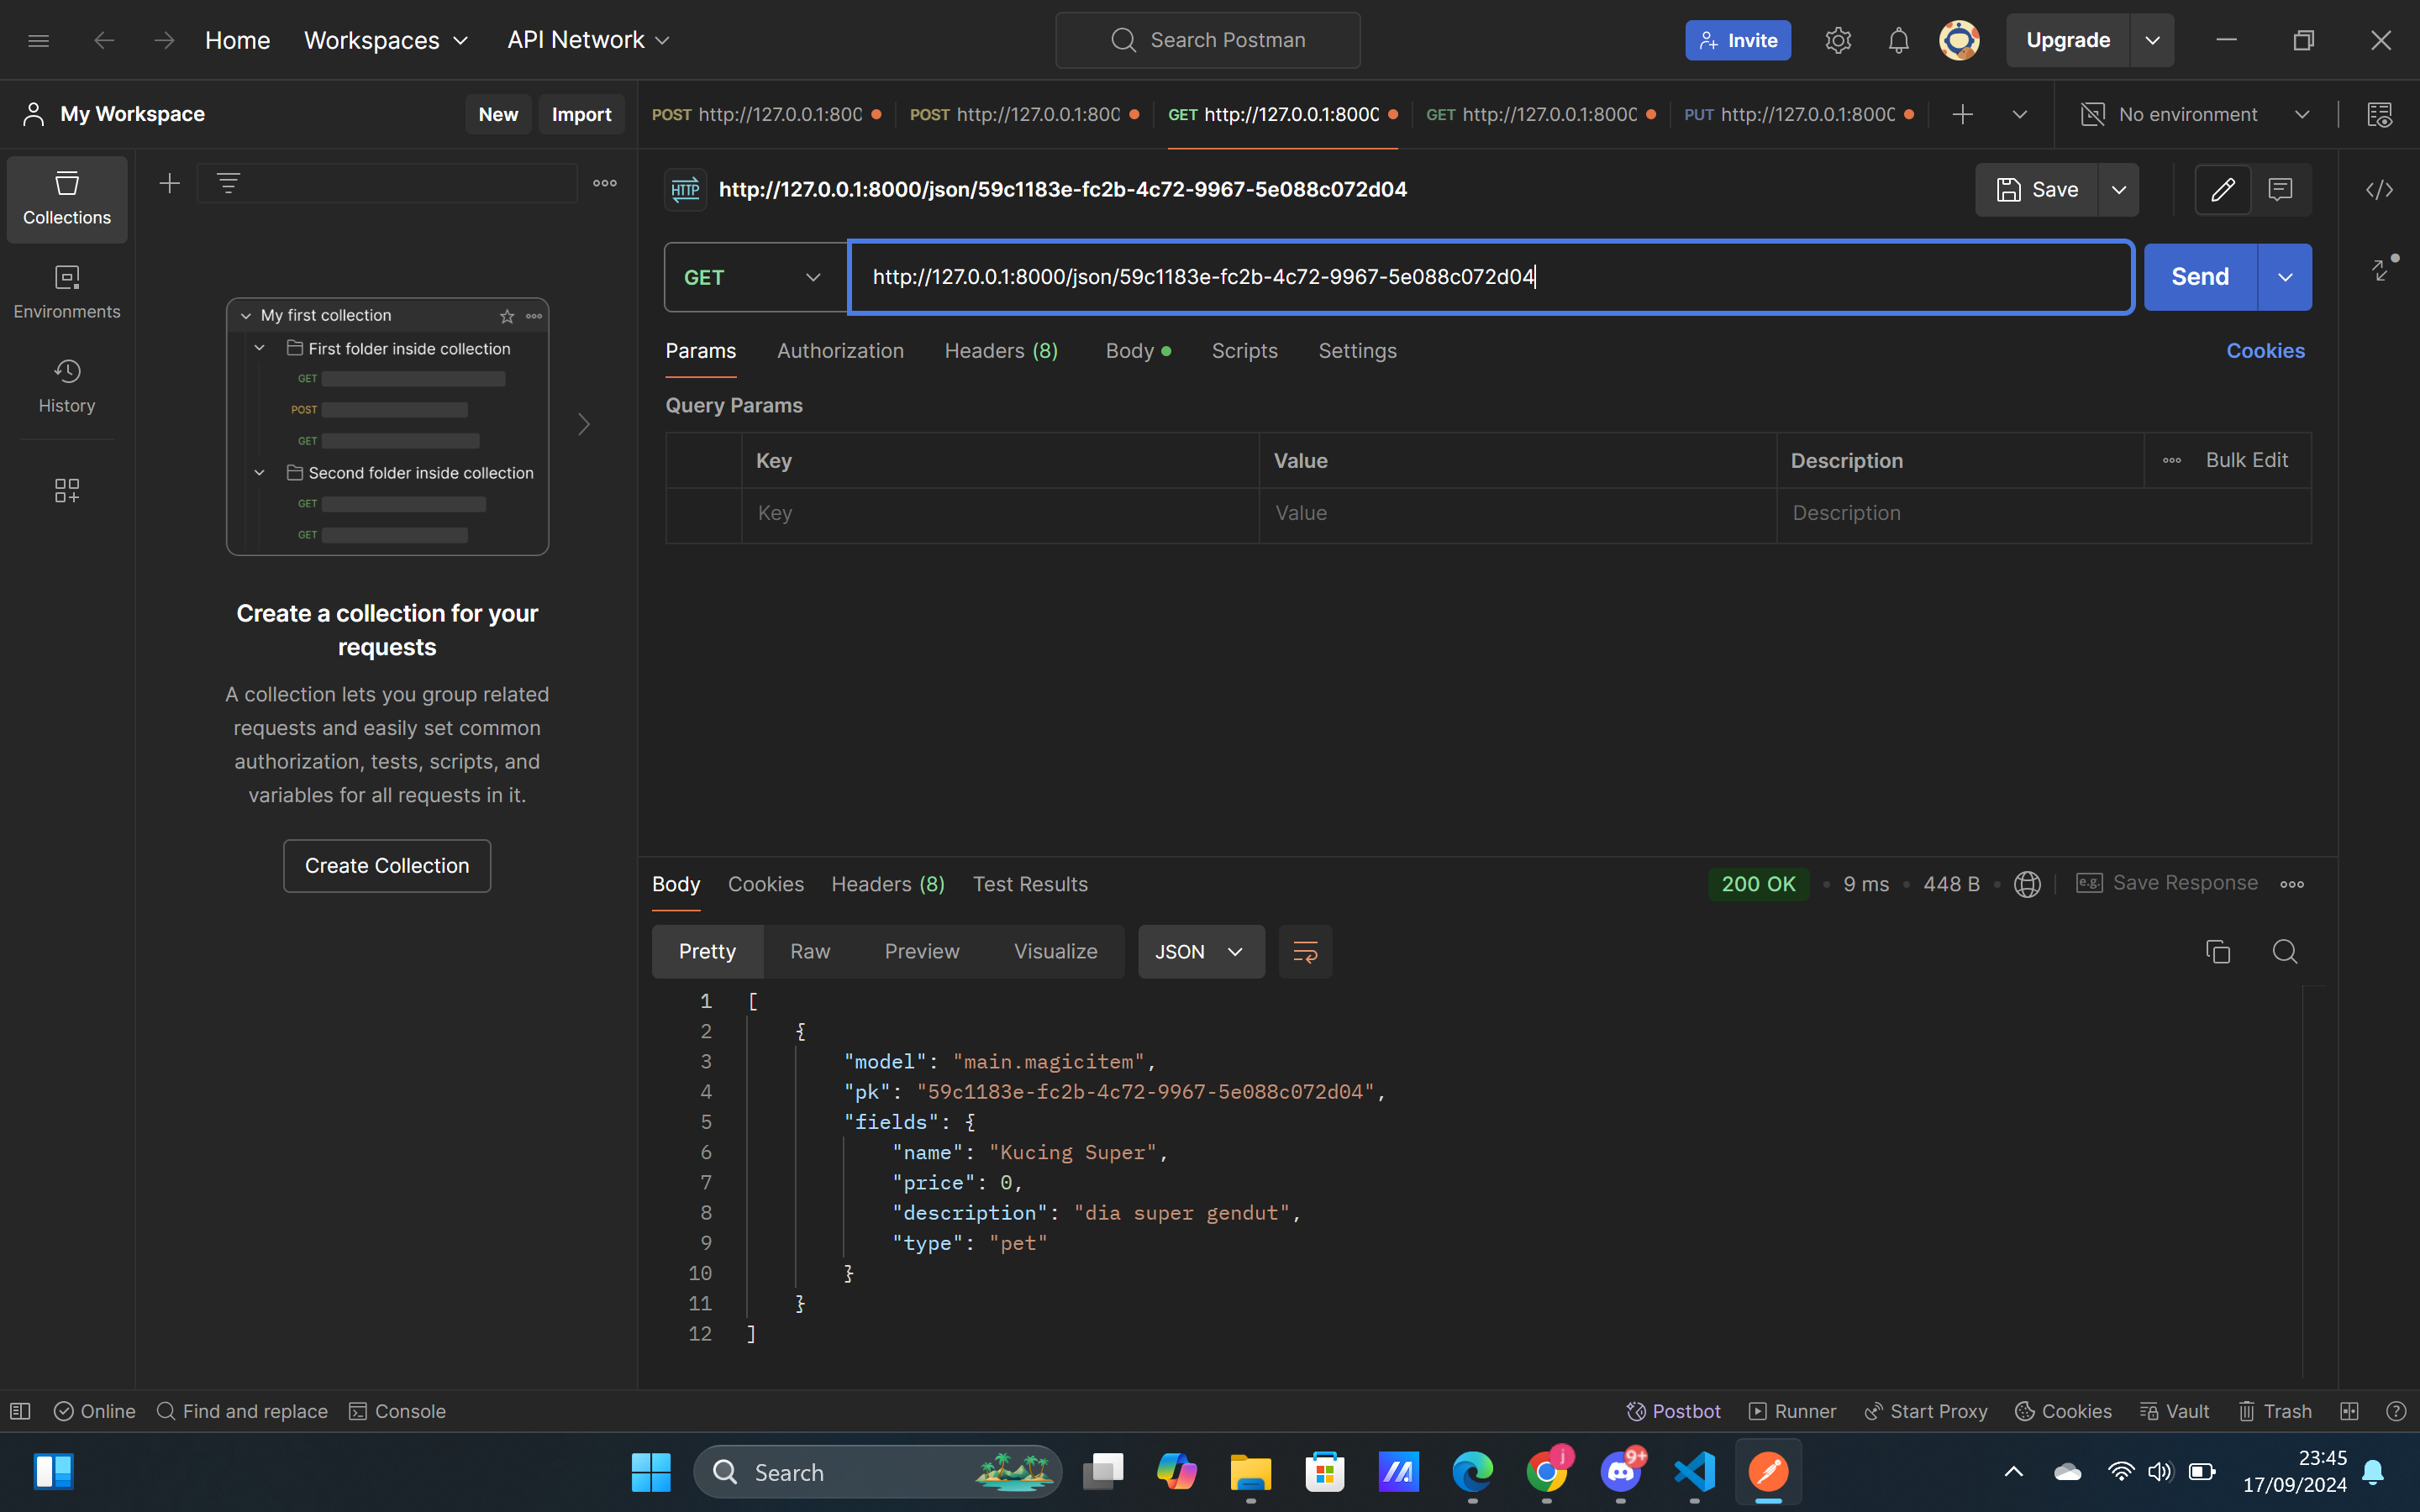 Home Workspaces API Network Search Postman Invite Upgrade
My Workspace New Import POST http://127.0.0.1:800 POST http://127.0.0.1:800 GET http://127.0.0.1:8000 GET http://127.0.0.1:8000 PUT http://127.0.0.1:8000 No environment
Collections
Environments
History
My first collection
First folder inside collection
GET
POST
GET
Second folder inside collection
GET
GET
Create a collection for your
requests
A collection lets you group related
requests and easily set common
authorization, tests, scripts, and
variables for all requests in it.
Create Collection
HTTP http://127.0.0.1:8000/json/59c1183e-fc2b-4c72-9967-5e088c072d04 Save
GET http://127.0.0.1:8000/json/59c1183e-fc2b-4c72-9967-5e088c072d04 Send
Params Authorization Headers (8) Body Scripts Settings Cookies
Query Params
Key Value Description Bulk Edit
Key Value Description
Body Cookies Headers (8) Test Results 200 OK 9 ms 448 B e.g. Save Response
Pretty Raw Preview Visualize JSON
1 [
2 {
3 "model": "main.magicitem",
4 "pk": "59c1183e-fc2b-4c72-9967-5e088c072d04",
5 "fields": {
6 "name": "Kucing Super",
7 "price": 0,
8 "description": "dia super gendut",
9 "type": "pet"
10 }
11 }
12 ]
Online Find and replace Console Postbot Runner Start Proxy Cookies Vault Trash
Search j 9+ 23:45
17/09/2024